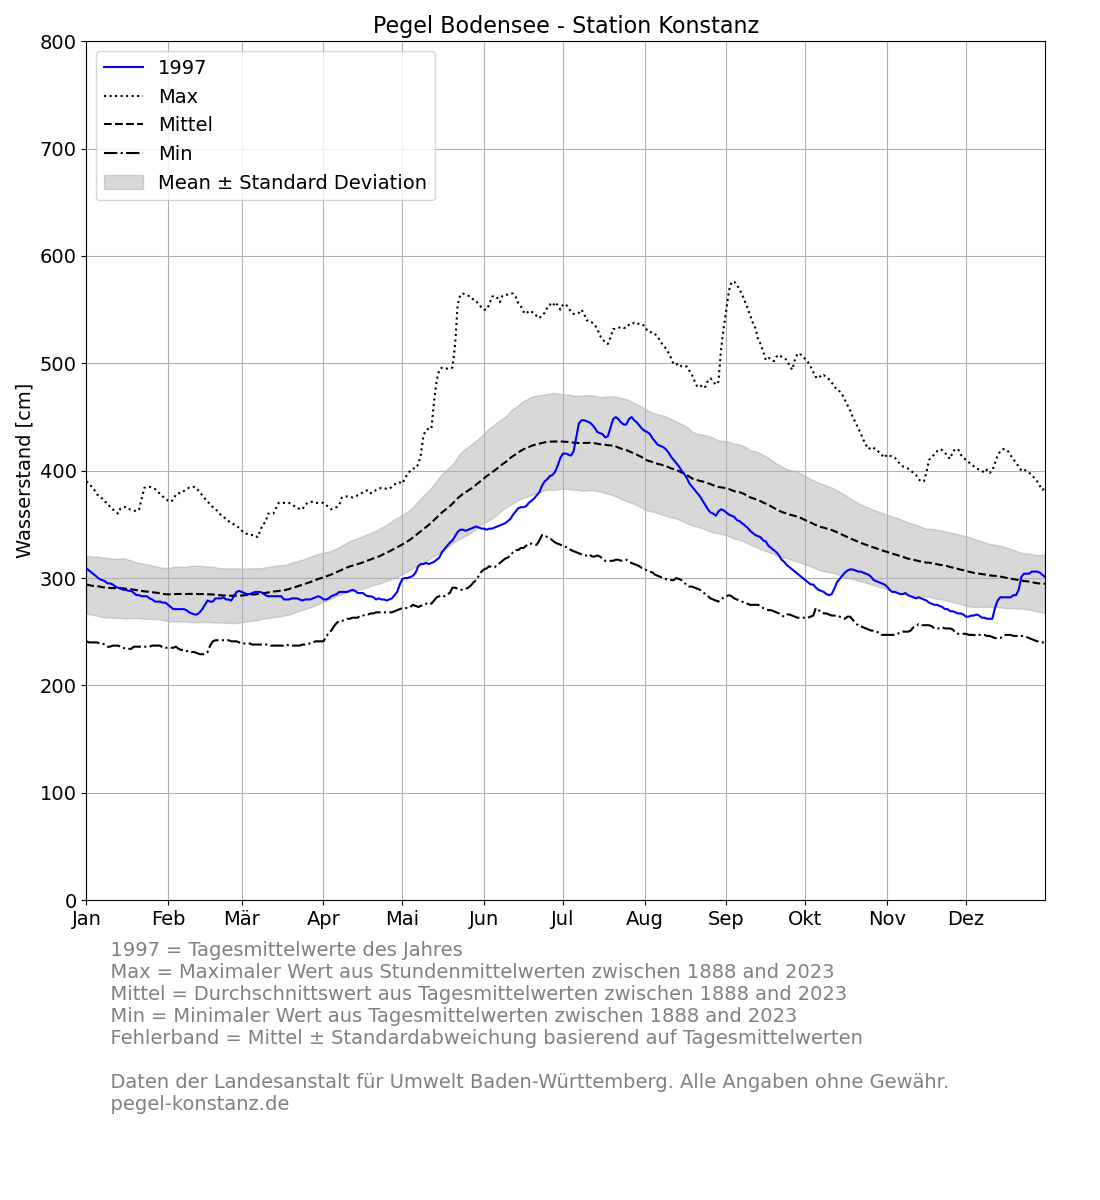 Pegel Bodensee - Station Konstanz
800
700
600
500
400
300
200
100
0
Wasserstand [cm]
1997
Max
Mittel
Min
Mean ± Standard Deviation
Jan Feb Mär Apr Mai Jun Jul Aug Sep Okt Nov Dez
1997 = Tagesmittelwerte des Jahres
Max = Maximaler Wert aus Stundenmittelwerten zwischen 1888 and 2023
Mittel = Durchschnittswert aus Tagesmittelwerten zwischen 1888 and 2023
Min = Minimaler Wert aus Tagesmittelwerten zwischen 1888 and 2023
Fehlerband = Mittel ± Standardabweichung basierend auf Tagesmittelwerten
Daten der Landesanstalt für Umwelt Baden-Württemberg. Alle Angaben ohne Gewähr.
pegel-konstanz.de